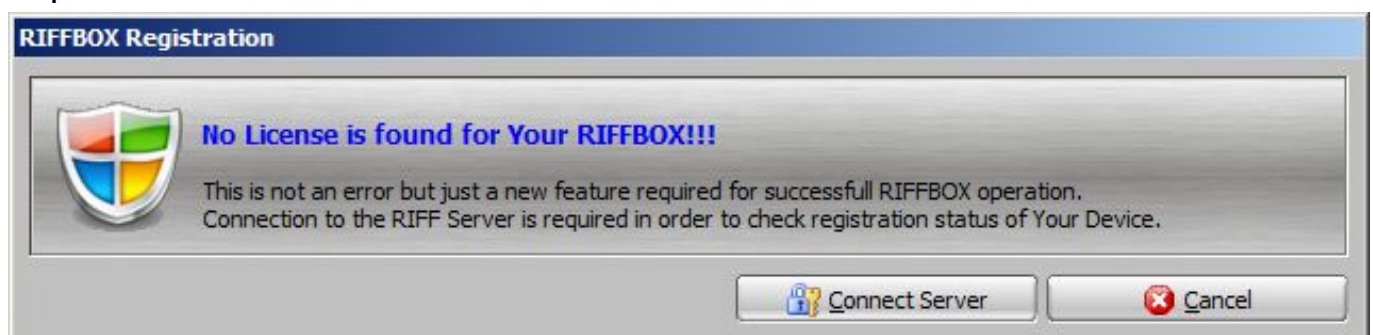 RIFFBOX Registration
No License is found for Your RIFFBOX!!!
This is not an error but just a new feature required for successfull RIFFBOX operation.
Connection to the RIFF Server is required in order to check registration status of Your Device.
Connect Server
Cancel